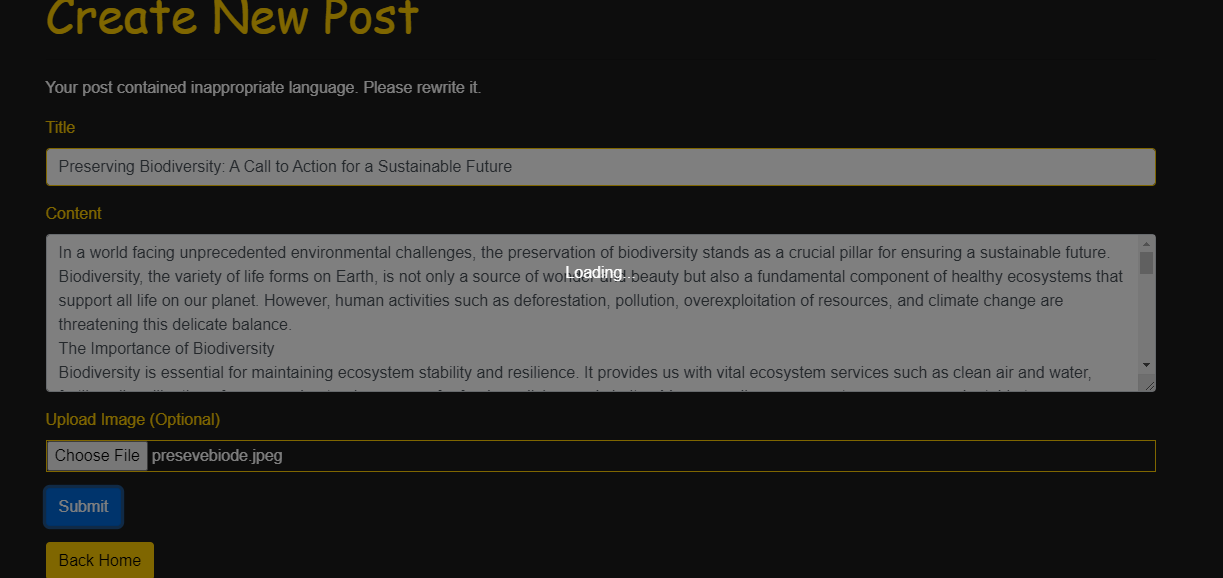 Create New Post
Your post contained inappropriate language. Please rewrite it.
Title
Preserving Biodiversity: A Call to Action for a Sustainable Future
Content
In a world facing unprecedented environmental challenges, the preservation of biodiversity stands as a crucial pillar for ensuring a sustainable future.
Biodiversity, the variety of life forms on Earth, is not only a source of wonder and beauty but also a fundamental component of healthy ecosystems that
Loading...
support all life on our planet. However, human activities such as deforestation, pollution, overexploitation of resources, and climate change are
threatening this delicate balance.
The Importance of Biodiversity
Biodiversity is essential for maintaining ecosystem stability and resilience. It provides us with vital ecosystem services such as clean air and water,
Upload Image (Optional)
Choose File presevebiode.jpeg
Submit
Back Home